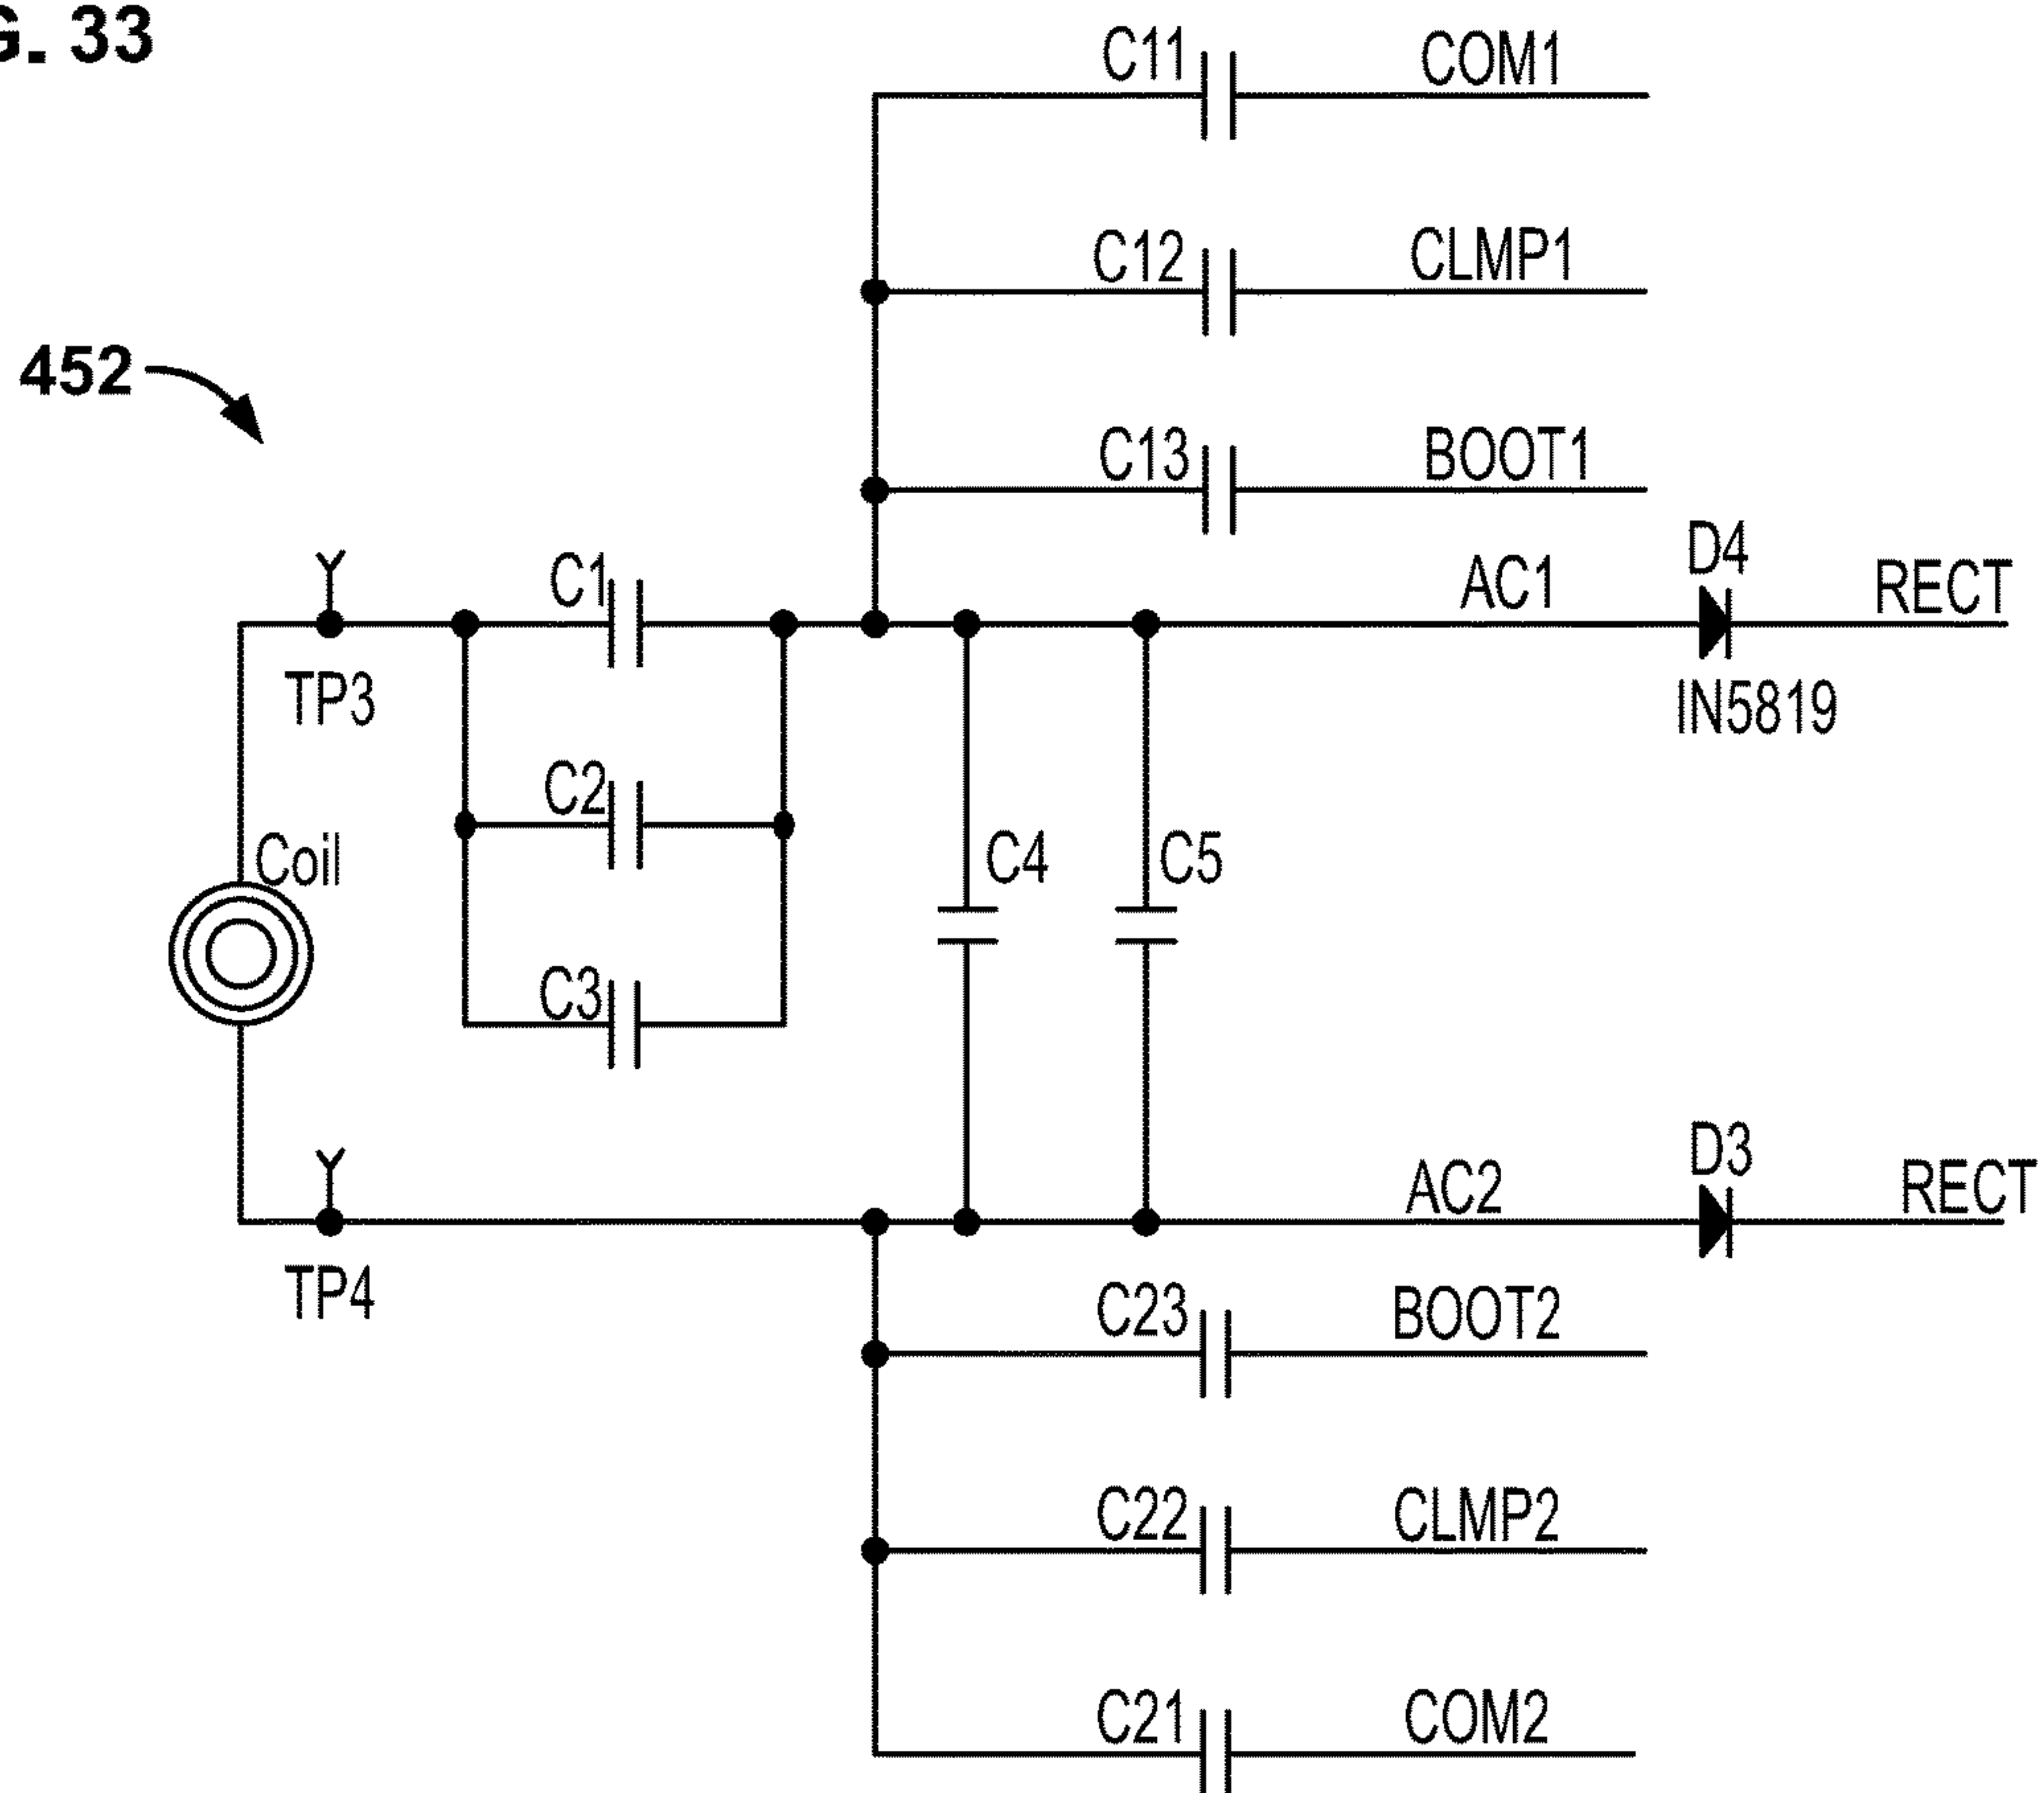 G. 33
C11 COM1
C12 CLMP1
452
C13 BOOT1
D4
C1 AC1 RECT
TP3 IN5819
C2
Coil C4 C5
C3
D3
AC2 RECT
TP4 C23 BOOT2
C22 CLMP2
C21 COM2